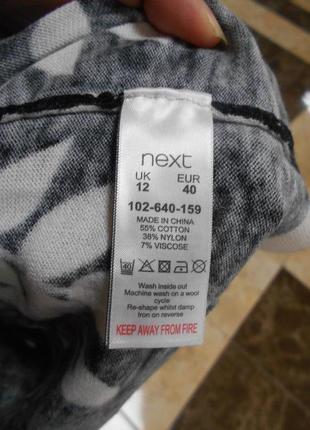 next
UK EUR
12 40
102-640-159
MADE IN CHINA
55% COTTON
38% NYLON
7% VISCOSE
40
Wash inside out
Machine wash on a wool
cycle
Re-shape whilst damp
Iron on reverse
KEEP AWAY FROM FIRE